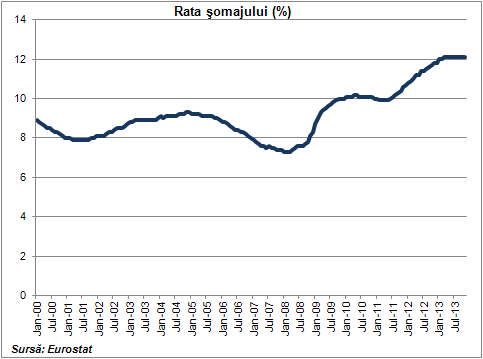 Rata şomajului (%)
14
12
10
8
6
4
2
0
Jan-00
Jul-00
Jan-01
Jul-01
Jan-02
Jul-02
Jan-03
Jul-03
Jan-04
Jul-04
Jan-05
Jul-05
Jan-06
Jul-06
Jan-07
Jul-07
Jan-08
Jul-08
Jan-09
Jul-09
Jan-10
Jul-10
Jan-11
Jul-11
Jan-12
Jul-12
Jan-13
Jul-13
Sursă: Eurostat